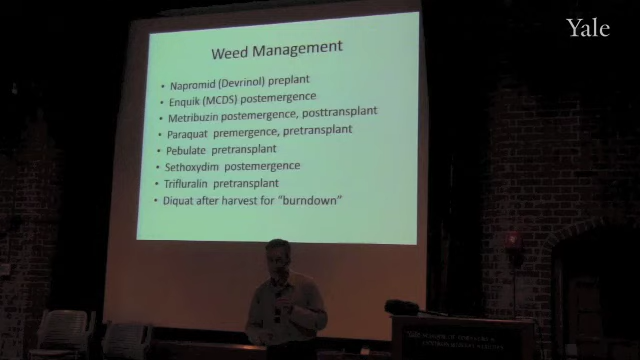 Yale
Weed Management
• Napromid (Devrinol) preplant
• Enquik (MCDS) postemergence
• Metribuzin postemergence, posttransplant
• Paraquat premergence, pretransplant
• Pebulate pretransplant
• Sethoxydim postemergence
• Trifluralin pretransplant
• Diquat after harvest for “burndown”